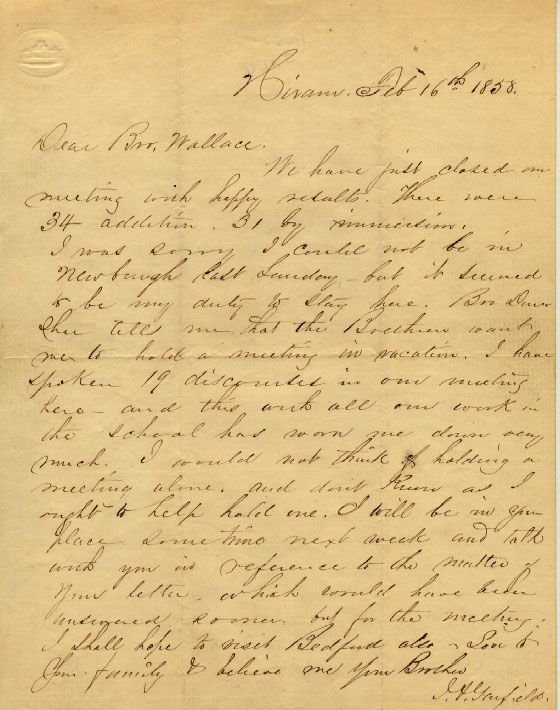 Hiram. Feb 16th 1858.
Dear Bro. Wallace.
We have just closed our
meeting with happy results. There were
34 addition. 31 by immersion.
I was sorry I could not be in
Newburgh last Sunday - but it seemed
to be my duty to stay here. Bro
tells me that the Brethren want
me to hold a meeting in vacation. I have
spoken 19 discourses in our meeting
here - and this with all our work in
the school has worn me down very
much. I would not think of holding a
meeting alone. and don't know as I
ought to help hold one. I will be in your
place sometime next week and talk
with you in reference to the matter of
your letter. which would have been
answered sooner. but for the meeting.
I shall hope to visit Bedford also - Love to
your family & believe me your Brother
J. A. Garfield.